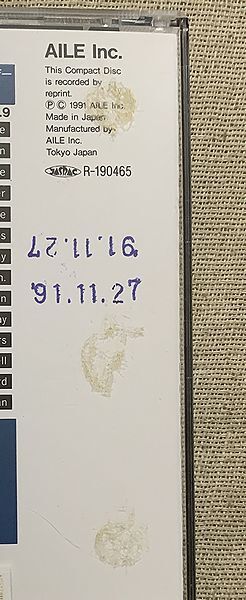 AILE Inc.
This Compact Disc
is recorded by
reprint.
Ⓟ Ⓒ 1991 AILE Inc.
Made in Japan
Manufactured by
AILE Inc.
Tokyo Japan
JASRAC R-190465
'91.11.27
'91.11.27